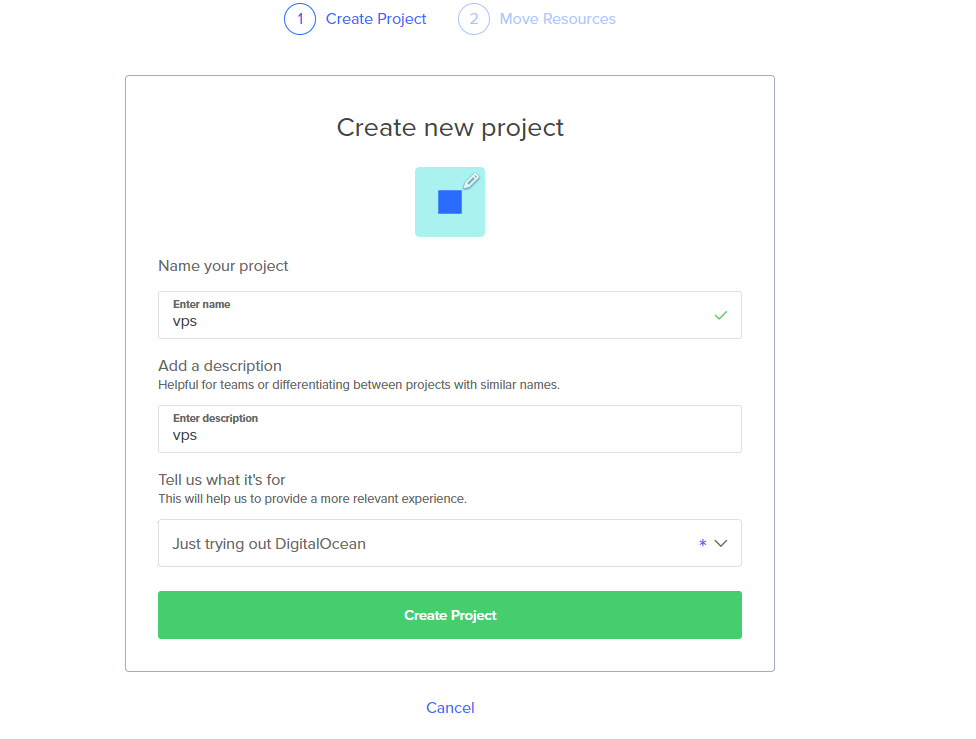 1 Create Project 2 Move Resources
Create new project
Name your project
Enter name
vps
Add a description
Helpful for teams or differentiating between projects with similar names.
Enter description
vps
Tell us what it's for
This will help us to provide a more relevant experience.
Just trying out DigitalOcean *
Create Project
Cancel